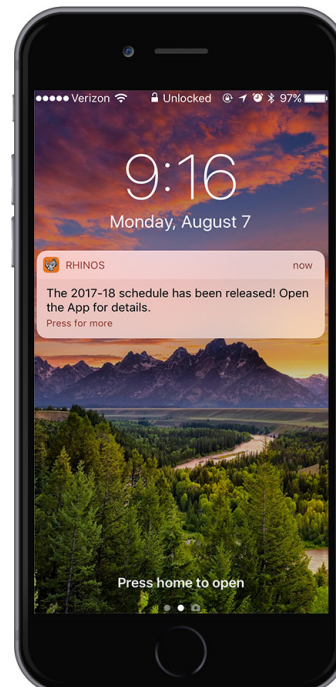 Verizon Unlocked 97%
9:16
Monday, August 7
RHINOS now
The 2017-18 schedule has been released! Open
the App for details.
Press for more
Press home to open